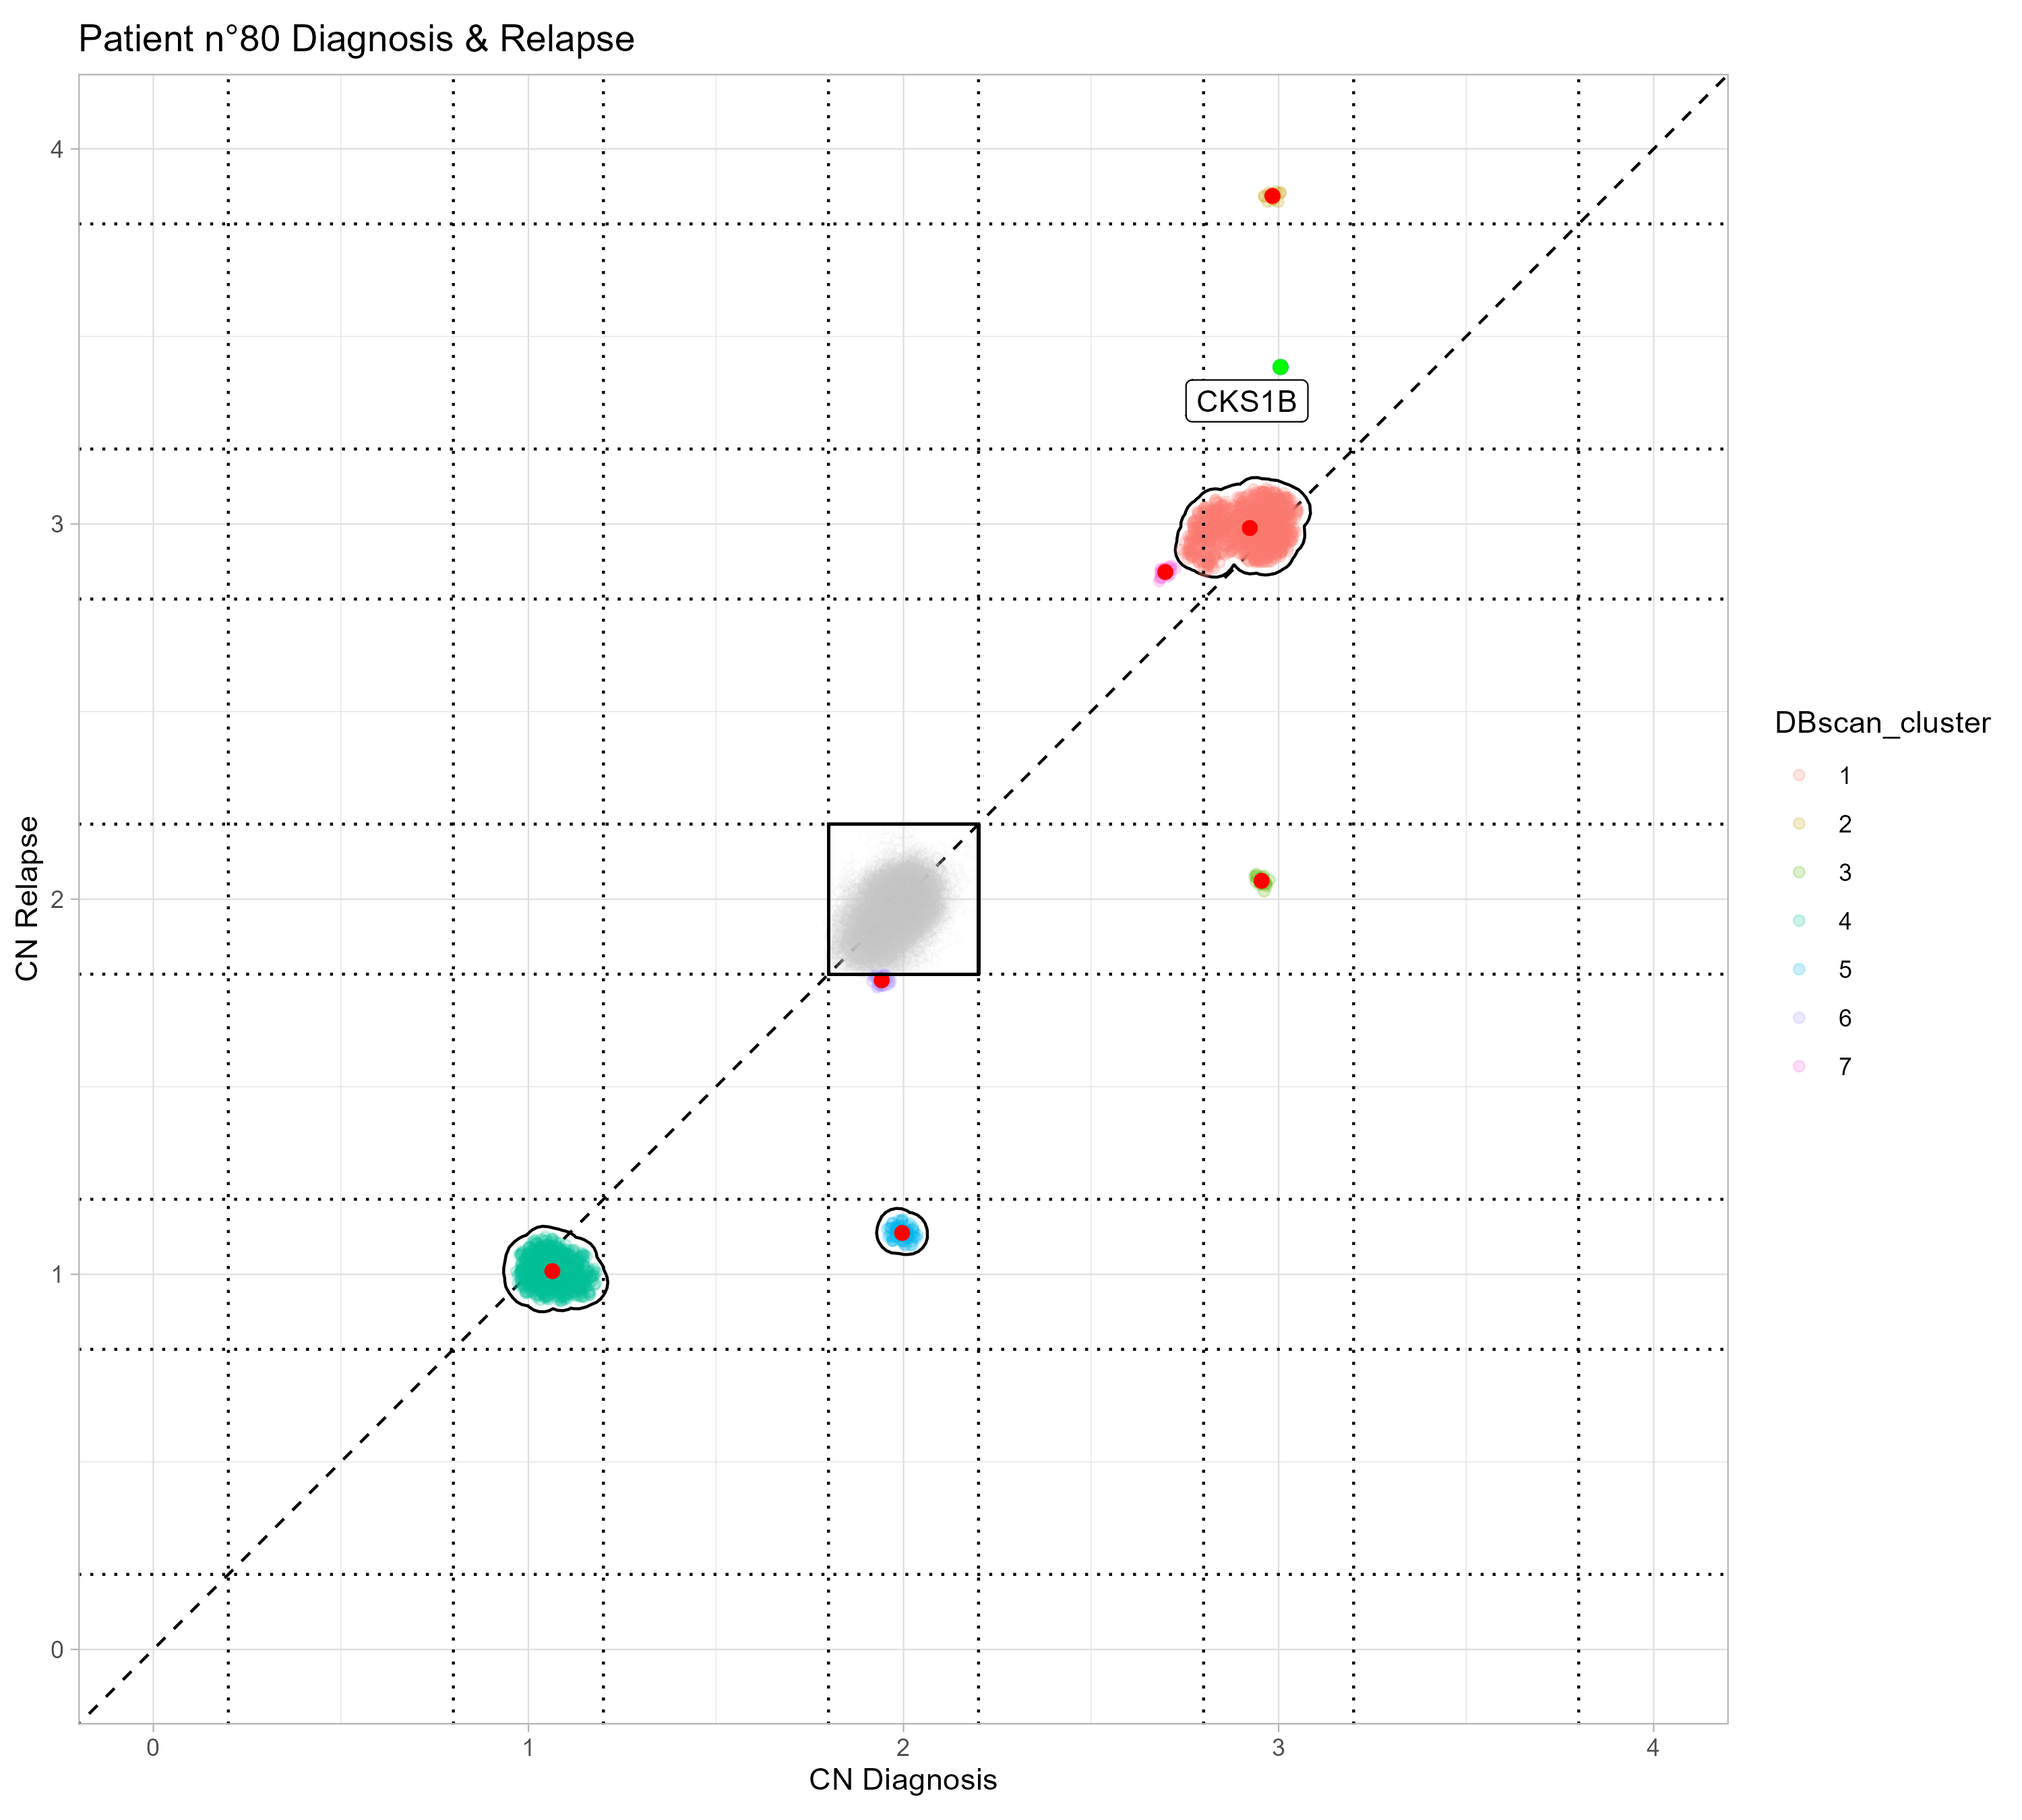 Patient n°80 Diagnosis & Relapse
4
3
2
1
0
CN Relapse
CKS1B
0 1 2 3 4
CN Diagnosis
DBscan_cluster
1
2
3
4
5
6
7